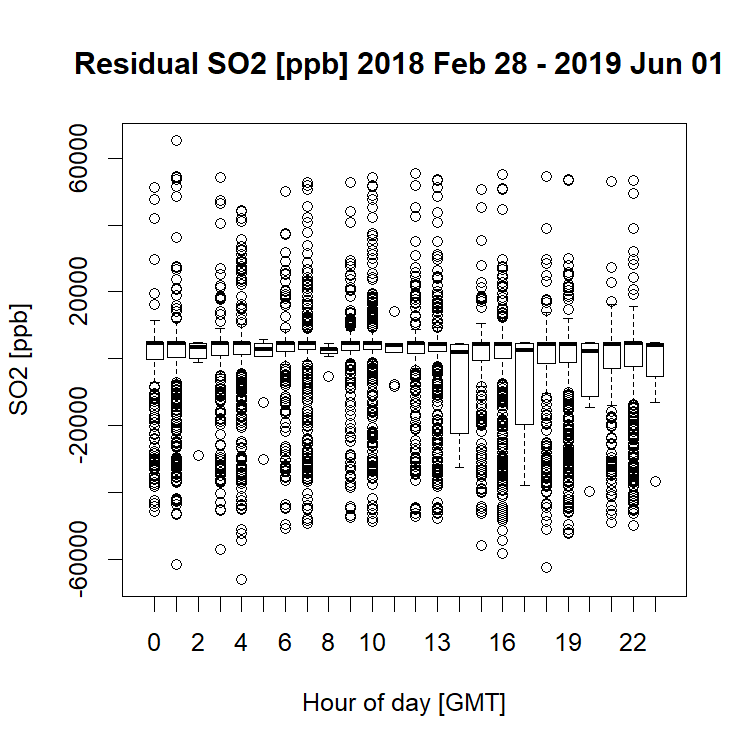 Residual SO2 [ppb] 2018 Feb 28 - 2019 Jun 01
SO2 [ppb]
60000
20000
-20000
-60000
0 2 4 6 8 10 13 16 19 22
Hour of day [GMT]